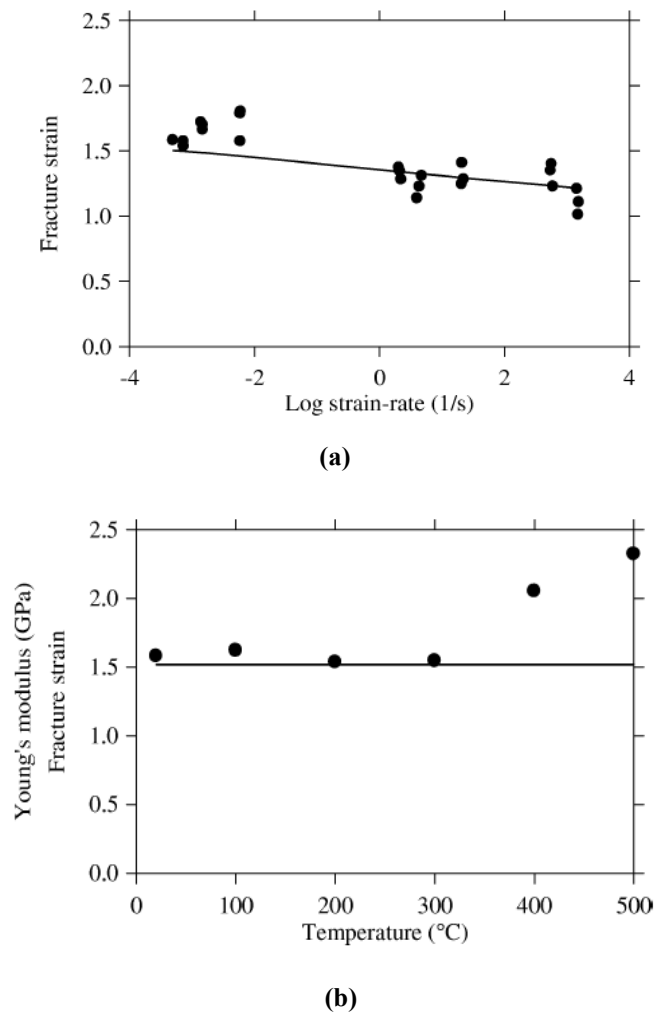 2.5
2.0
1.5
1.0
0.5
0.0
Fracture strain
-4 -2 0 2 4
Log strain-rate (1/s)
(a)
2.5
2.0
1.5
1.0
0.5
0.0
Young's modulus (GPa)
Fracture strain
0 100 200 300 400 500
Temperature (°C)
(b)